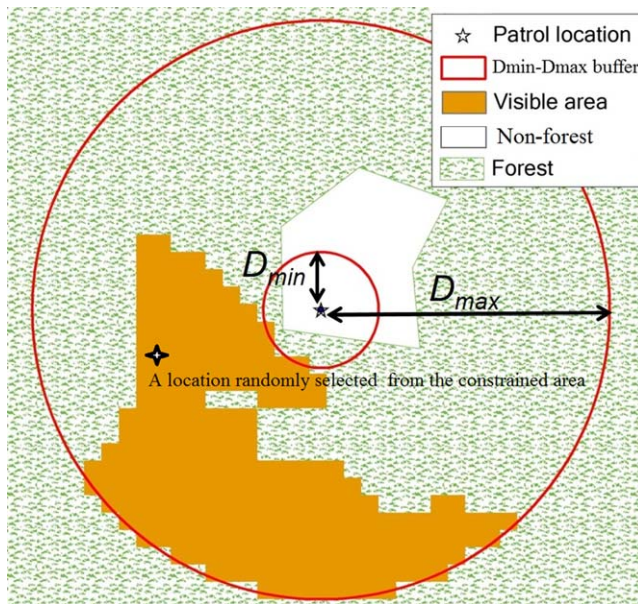 Patrol location
Dmin-Dmax buffer
Visible area
Non-forest
Forest
Dmin
Dmax
A location randomly selected from the constrained area